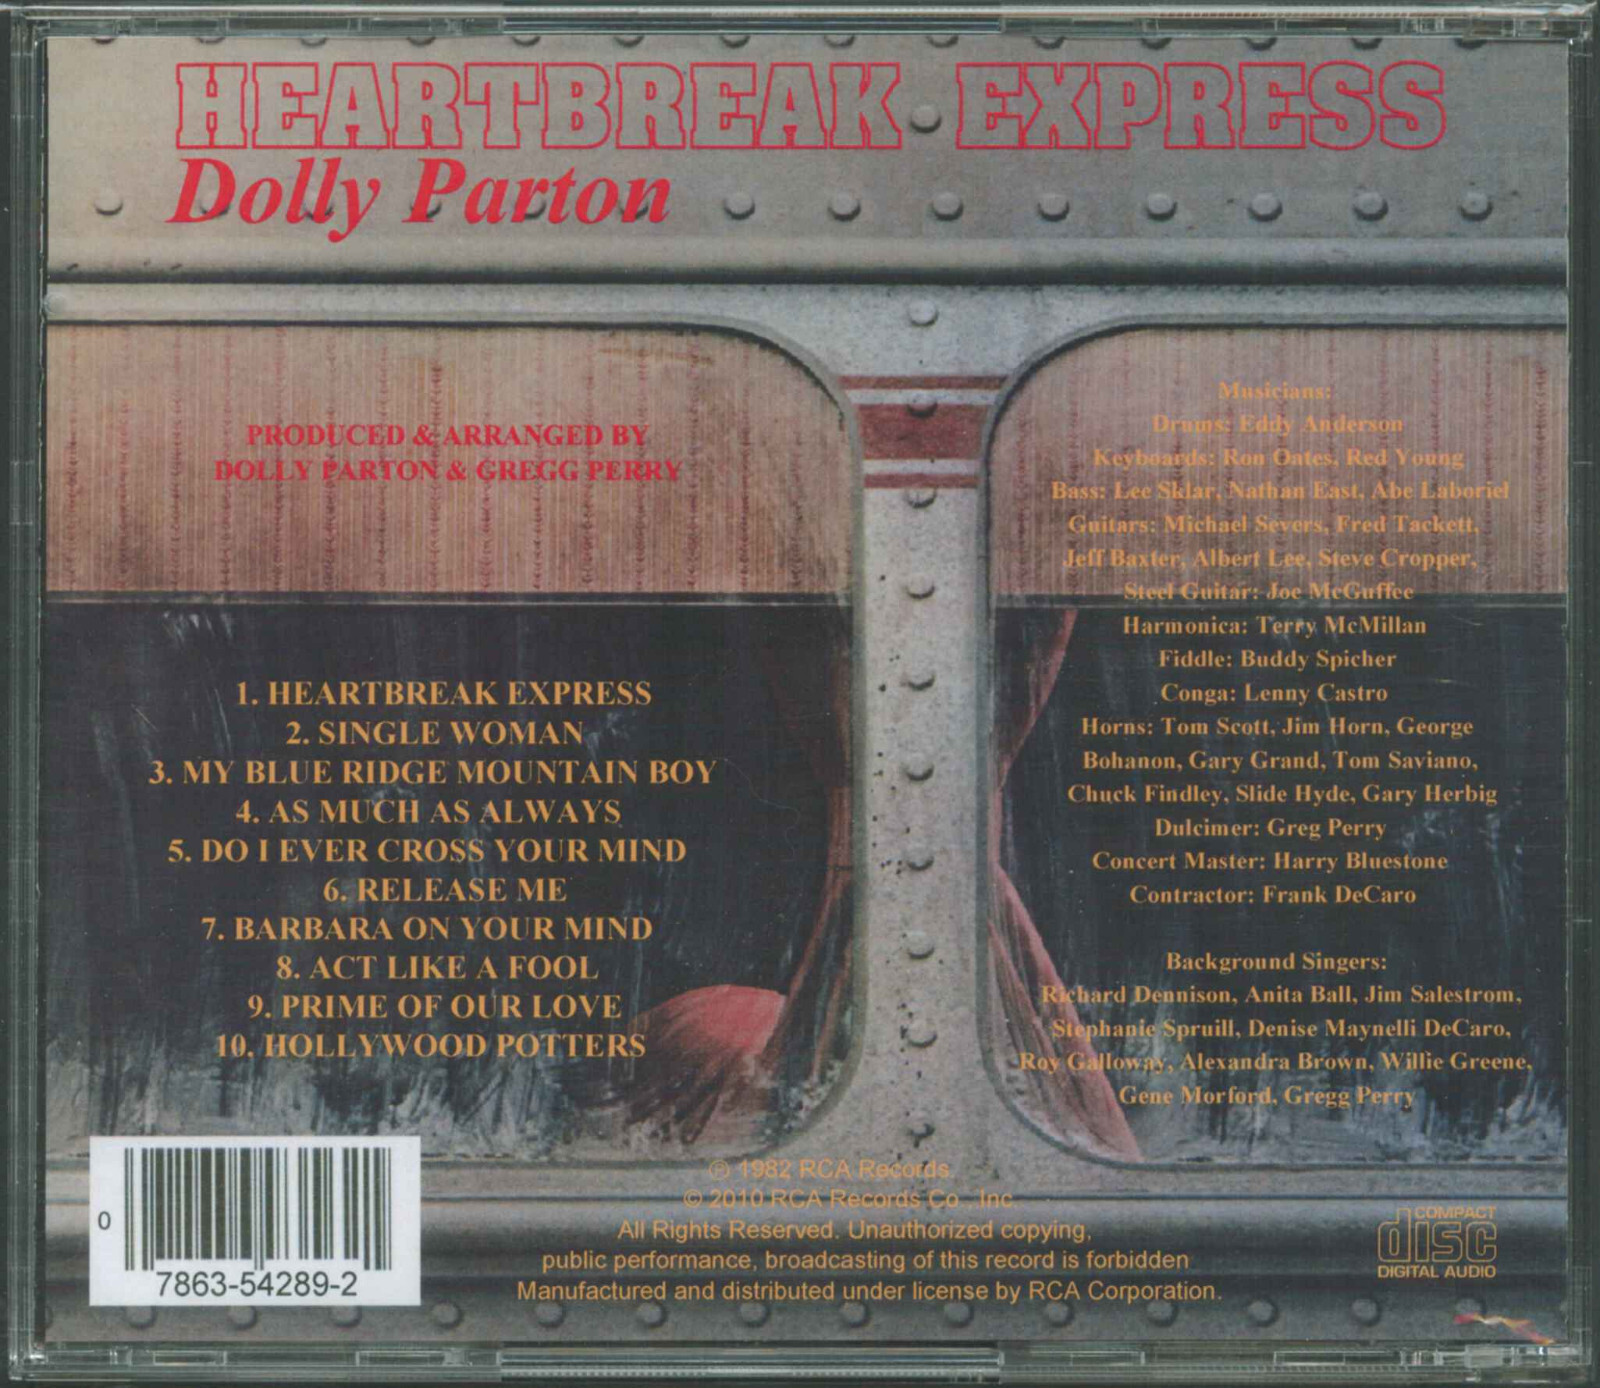 HEARTBREAK EXPRESS
Dolly Parton
PRODUCED & ARRANGED BY
DOLLY PARTON & GREGG PERRY
1. HEARTBREAK EXPRESS
2. SINGLE WOMAN
3. MY BLUE RIDGE MOUNTAIN BOY
4. AS MUCH AS ALWAYS
5. DO I EVER CROSS YOUR MIND
6. RELEASE ME
7. BARBARA ON YOUR MIND
8. ACT LIKE A FOOL
9. PRIME OF OUR LOVE
10. HOLLYWOOD POTTERS
Musicians:
Drums: Eddy Anderson
Keyboards: Ron Oates, Red Young
Bass: Lee Sklar, Nathan East, Abe Laboriel
Guitars: Michael Severs, Fred Tackett,
Jeff Baxter, Albert Lee, Steve Cropper,
Steel Guitar: Joe McGuffee
Harmonica: Terry McMillan
Fiddle: Buddy Spicher
Conga: Lenny Castro
Horns: Tom Scott, Jim Horn, George
Bohanon, Gary Grand, Tom Saviano,
Chuck Findley, Slide Hyde, Gary Herbig
Dulcimer: Greg Perry
Concert Master: Harry Bluestone
Contractor: Frank DeCaro
Background Singers:
Richard Dennison, Anita Ball, Jim Salestrom,
Stephanie Spruill, Denise Maynelli DeCaro,
Roy Galloway, Alexandra Brown, Willie Greene,
Gene Morford, Gregg Perry
℗ 1982 RCA Records.
© 2010 RCA Records Co., Inc.
All Rights Reserved. Unauthorized copying,
public performance, broadcasting of this record is forbidden
Manufactured and distributed under license by RCA Corporation.
0
7863-54289-2
COMPACT
disc
DIGITAL AUDIO